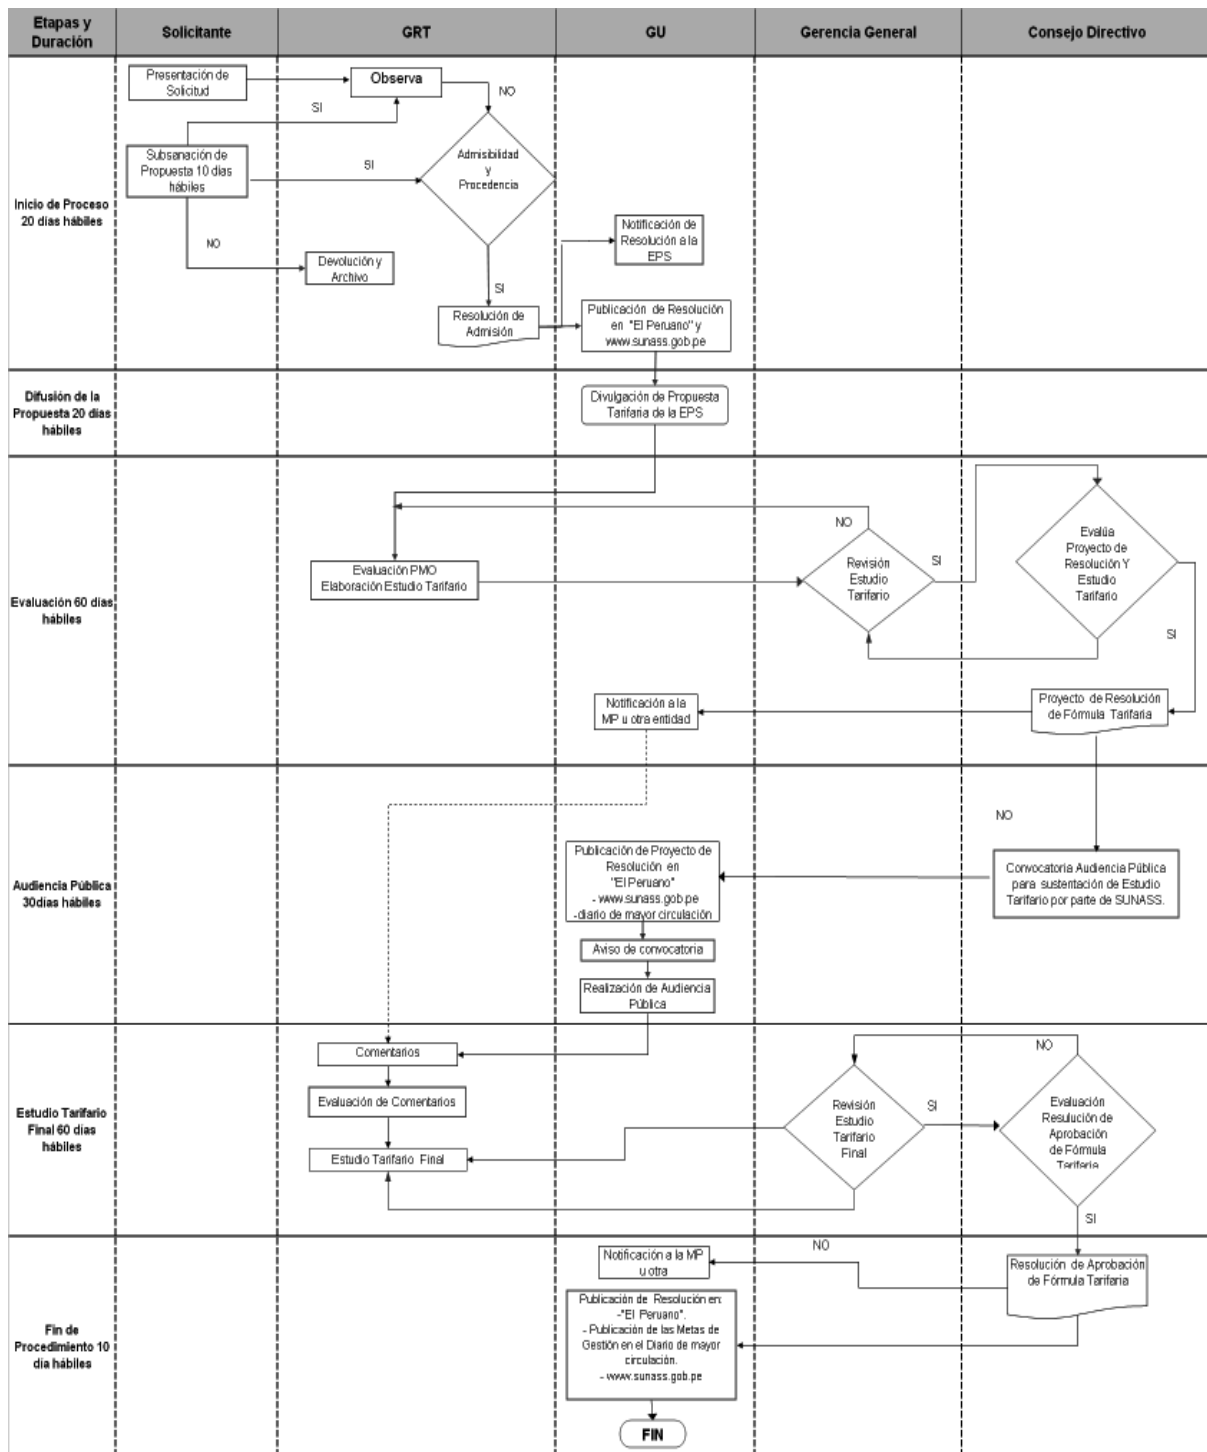 Etapas y
Duración
Solicitante
GRT
GU
Gerencia General
Consejo Directivo
Inicio de Proceso
20 dias hábiles
Presentación de
Solicitud
Observa
NO
SI
Subsanación de
Propuesta 10 días
hábiles
SI
Admisibilidad
y
Procedencia
NO
Devolución y
Archivo
SI
Resolución de
Admisión
Notificación de
Resolución a la
EPS
Publicación de Resolución
en "El Peruano" y
www.sunass.gob.pe
Difusión de la
Propuesta 20 días
hábiles
Divulgación de Propuesta
Tarifaria de la EPS
Evaluación 60 días
hábiles
Evaluación PMO
Elaboración Estudio Tarifario
NO
Revisión
Estudio
Tarifario
SI
Evalúa
Proyecto de
Resolución Y
Estudio
Tarifario
SI
Notificación a la
MP u otra entidad
Proyecto de Resolución
de Fórmula Tarifaria
Audiencia Pública
30días hábiles
NO
Publicación de Proyecto de
Resolución en
"El Peruano"
- www.sunass.gob.pe
-diario de mayor circulación
Convocatoria Audiencia Pública
para sustentación de Estudio
Tarifario por parte de SUNASS.
Aviso de convocatoria
Realización de Audiencia
Pública
Estudio Tarifario
Final 60 días
hábiles
Comentarios
Evaluación de Comentarios
Estudio Tarifario Final
Revisión
Estudio
Tarifario
Final
SI
NO
Evaluación
Resulución de
Aprobación
de Fórmula
Tarifaria
SI
Fin de
Procedimiento 10
día hábiles
Notificación a la MP
u otra
NO
Resolución de Aprobación
de Fórmula Tarifaria
Publicación de Resolución en:
-"El Peruano".
- Publicación de las Metas de
Gestión en el Diario de mayor
circulación.
- www.sunass.gob.pe
FIN